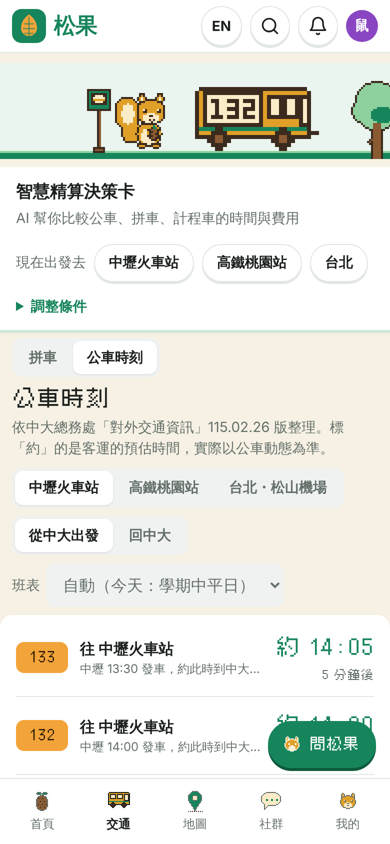 松果
EN
鼠
132
智慧精算決策卡
AI 幫你比較公車、拼車、計程車的時間與費用
現在出發去
中壢火車站
高鐵桃園站
台北
▶ 調整條件
拼車
公車時刻
公車時刻
依中大總務處「對外交通資訊」115.02.26 版整理。標
「約」的是客運的預估時間，實際以公車動態為準。
中壢火車站
高鐵桃園站
台北・松山機場
從中大出發
回中大
班表
自動（今天：學期中平日）
133
往 中壢火車站
約 14:05
中壢 13:30 發車，約此時到中大…
5 分鐘後
132
往 中壢火車站
中壢 14:00 發車，約此時到中大…
問松果
首頁
交通
地圖
社群
我的